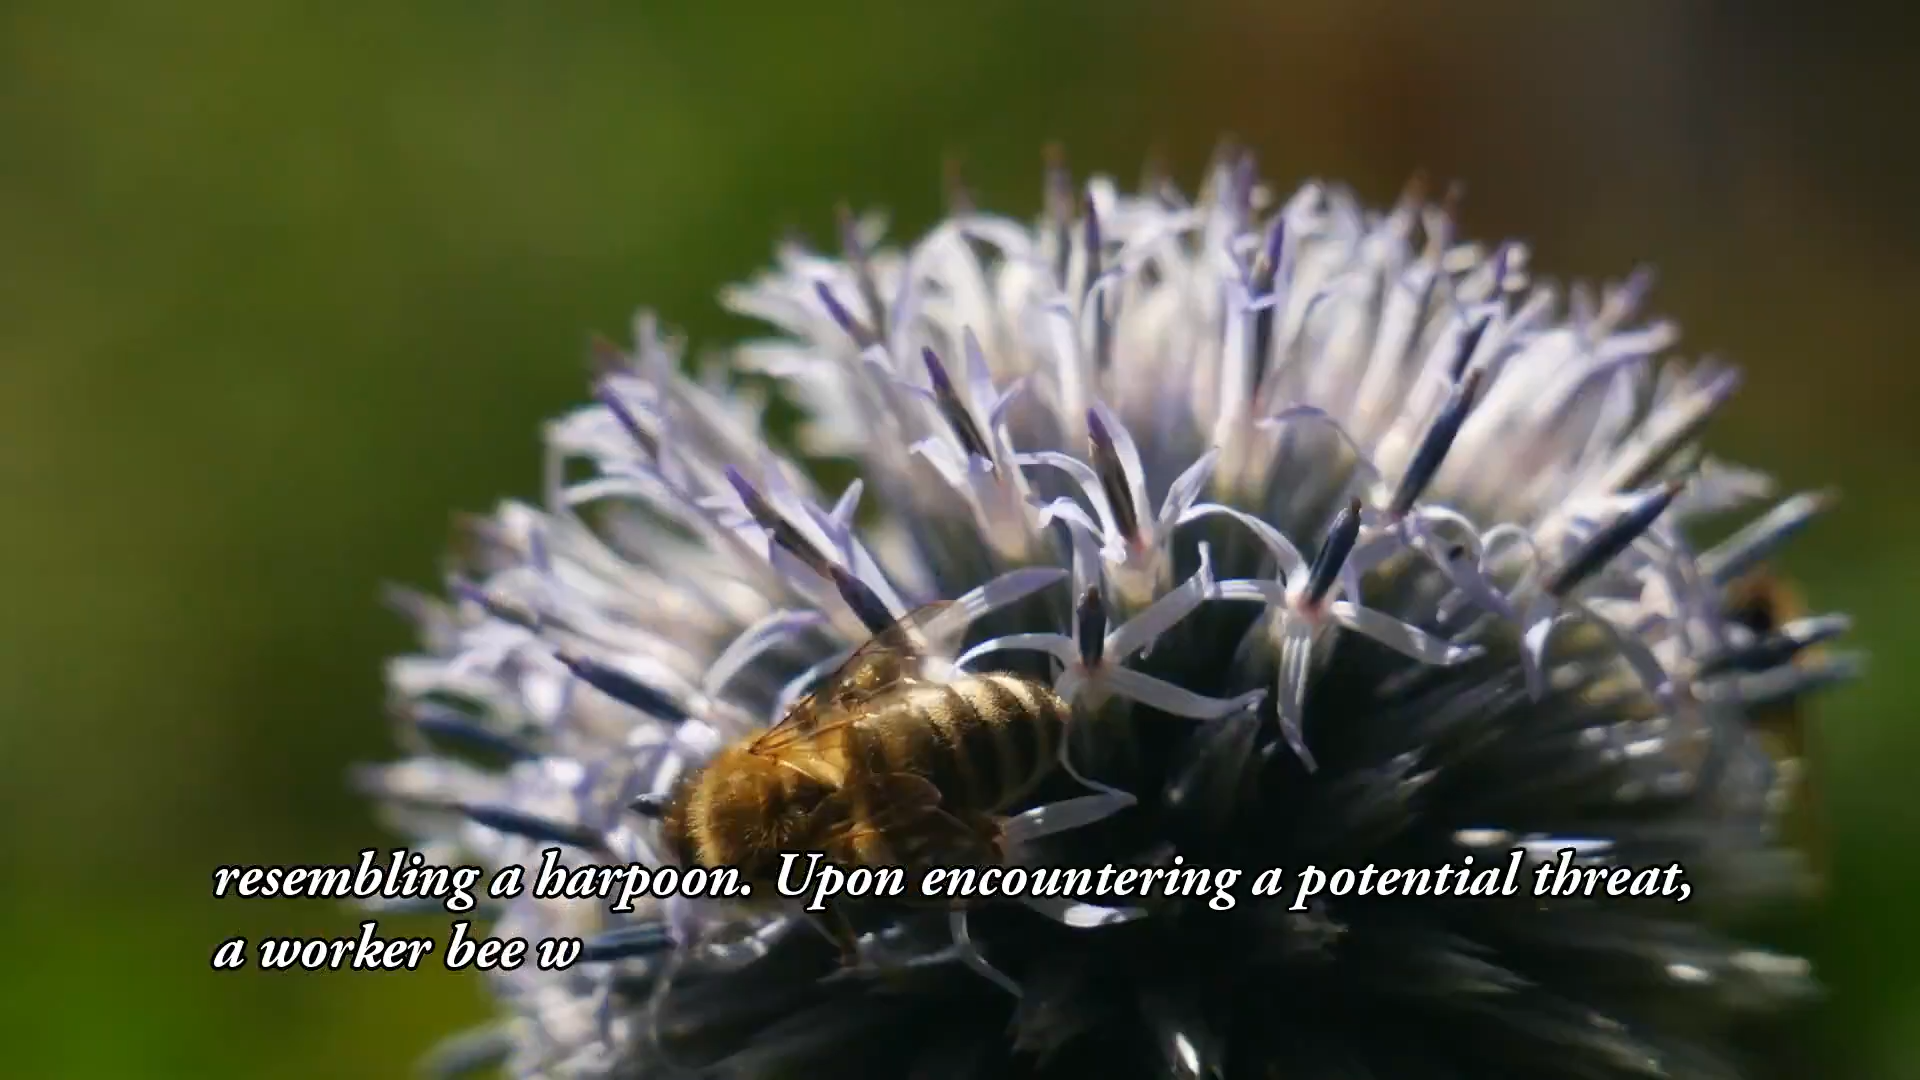 resembling a harpoon. Upon encountering a potential threat,
a worker bee w